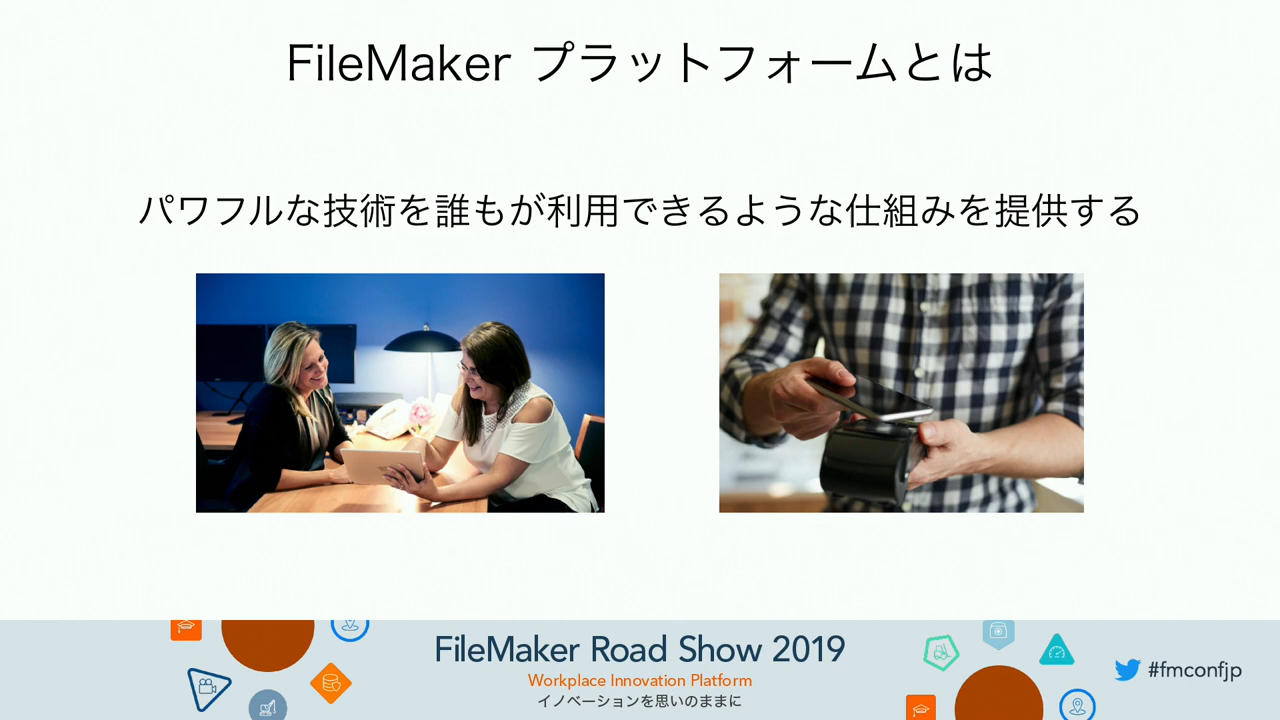 FileMaker プラットフォームとは
パワフルな技術を誰もが利用できるような仕組みを提供する
FileMaker Road Show 2019
Workplace Innovation Platform
イノベーションを思いのままに
#fmconfjp